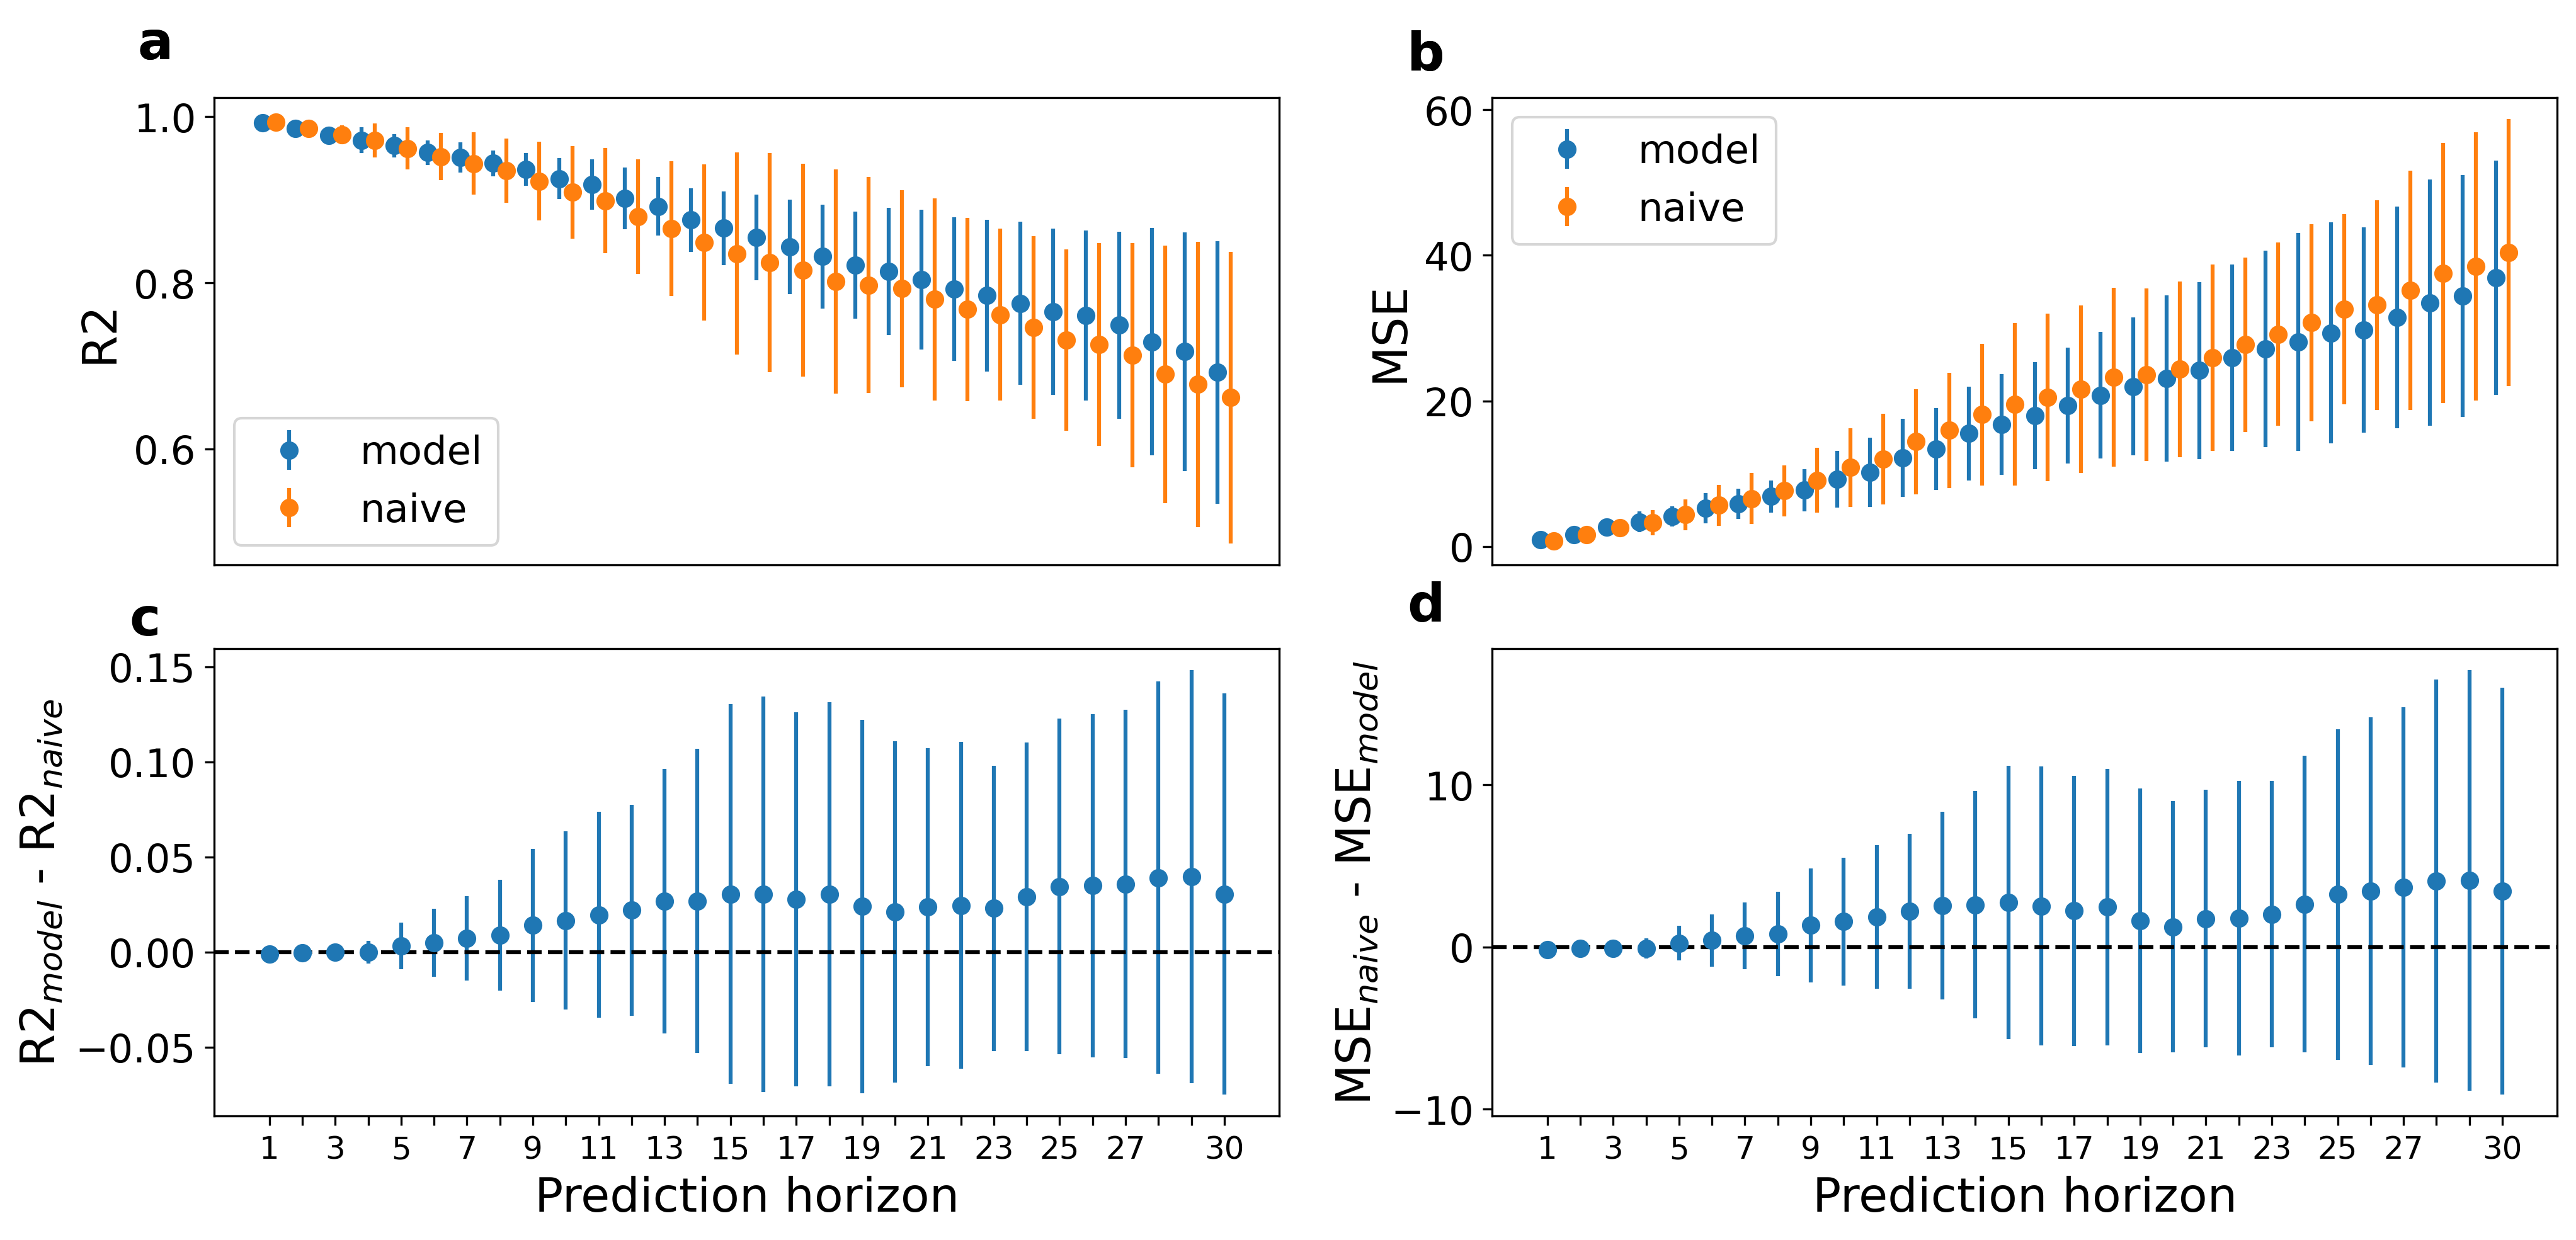 a
1.0
0.8
0.6
R2
model
naive
b
60
40
20
0
MSE
model
naive
c
0.15
0.10
0.05
0.00
−0.05
R2model - R2naive
1 3 5 7 9 11 13 15 17 19 21 23 25 27 30
Prediction horizon
d
10
0
−10
MSEnaive - MSEmodel
1 3 5 7 9 11 13 15 17 19 21 23 25 27 30
Prediction horizon